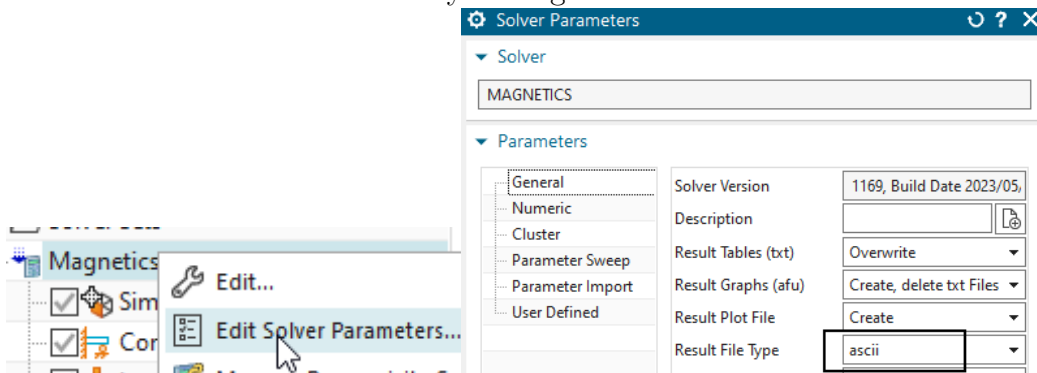 Solver Parameters
Solver
MAGNETICS
Parameters
General
Numeric
Cluster
Parameter Sweep
Parameter Import
User Defined
Solver Version
1169, Build Date 2023/05,
Description
Result Tables (txt)
Overwrite
Result Graphs (afu)
Create, delete txt Files
Result Plot File
Create
Result File Type
ascii
Magnetics
Sim
Cor
Edit...
Edit Solver Parameters...